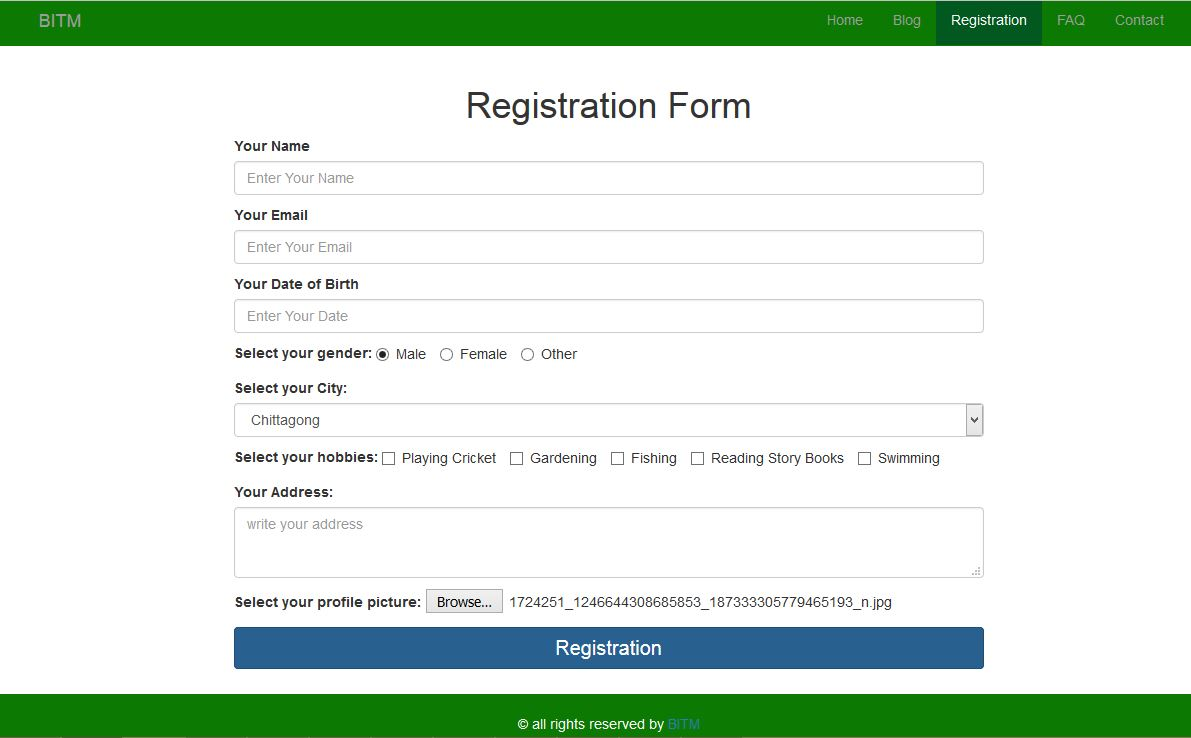 BITM Home Blog Registration FAQ Contact
Registration Form
Your Name
Enter Your Name
Your Email
Enter Your Email
Your Date of Birth
Enter Your Date
Select your gender: Male Female Other
Select your City:
Chittagong
Select your hobbies: Playing Cricket Gardening Fishing Reading Story Books Swimming
Your Address:
write your address
Select your profile picture: Browse... 1724251_1246644308685853_187333305779465193_n.jpg
Registration
© all rights reserved by BITM